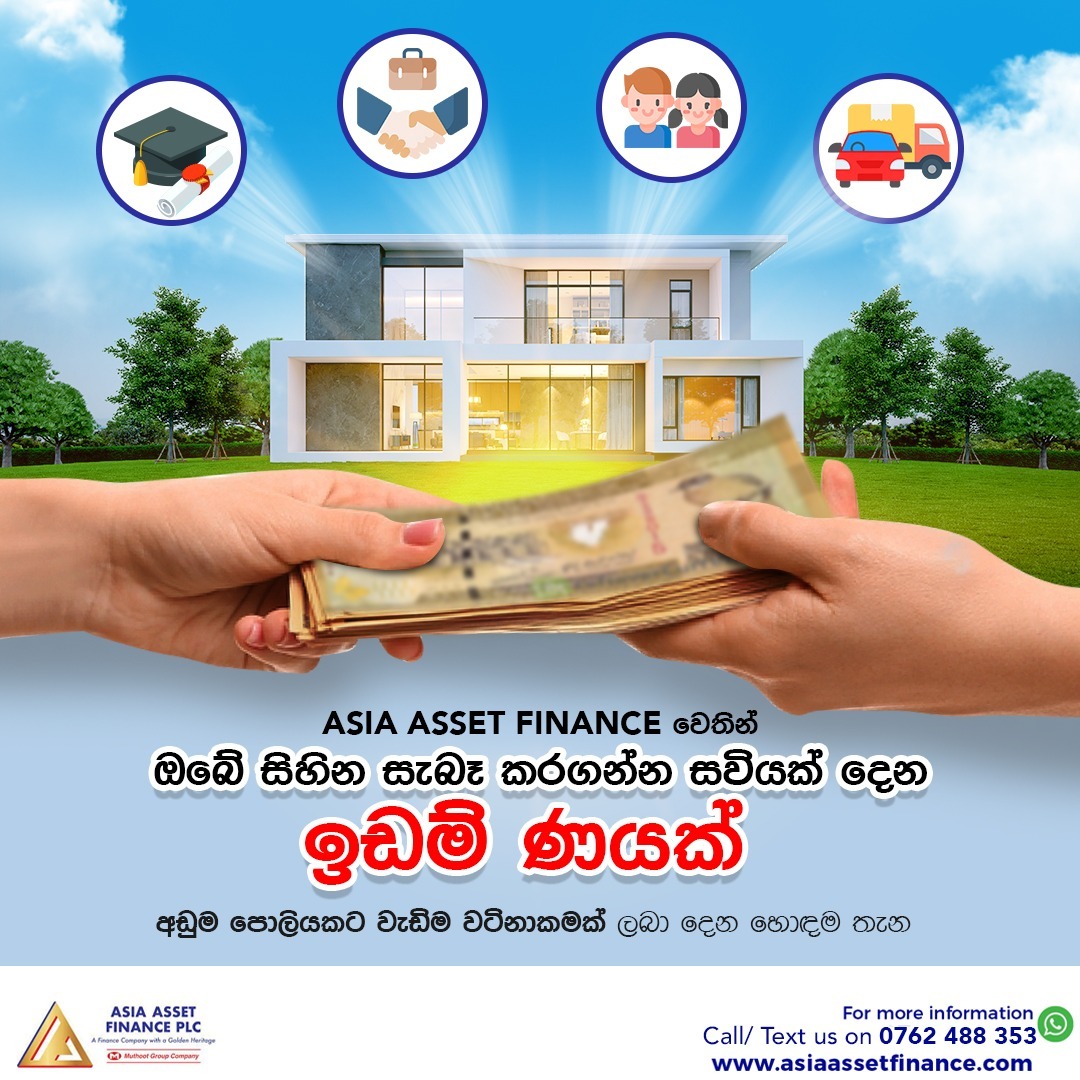 ASIA ASSET FINANCE වෙතින්
ඔබේ සිහින සැබෑ කරගන්න සවියක් දෙන
ඉඩම් ණයක්
අඩුම පොලියකට වැඩිම වටිනාකමක් ලබා දෙන හොඳම තැන
ASIA ASSET
FINANCE PLC
A Finance Company with a Golden Heritage
Muthoot Group Company
For more information
Call/ Text us on 0762 488 353
www.asiaassetfinance.com